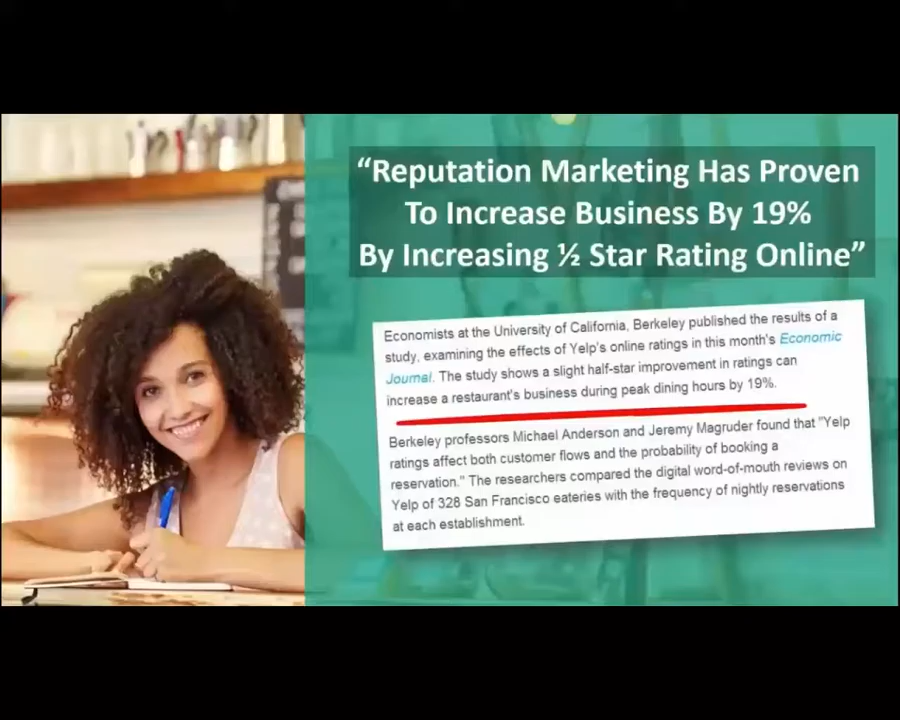 “Reputation Marketing Has Proven
To Increase Business By 19%
By Increasing ½ Star Rating Online”
Economists at the University of California, Berkeley published the results of a
study, examining the effects of Yelp's online ratings in this month's Economic
Journal. The study shows a slight half-star improvement in ratings can
increase a restaurant's business during peak dining hours by 19%.
Berkeley professors Michael Anderson and Jeremy Magruder found that "Yelp
ratings affect both customer flows and the probability of booking a
reservation." The researchers compared the digital word-of-mouth reviews on
Yelp of 328 San Francisco eateries with the frequency of nightly reservations
at each establishment.